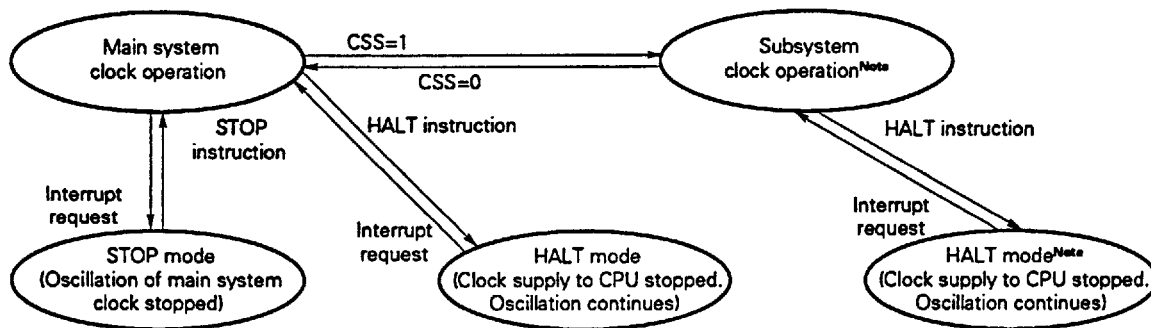 Main system
clock operation
CSS=1
CSS=0
Subsystem
clock operationNote
STOP
instruction
HALT instruction
HALT instruction
Interrupt
request
Interrupt
request
Interrupt
request
STOP mode
(Oscillation of main system
clock stopped)
HALT mode
(Clock supply to CPU stopped.
Oscillation continues)
HALT modeNote
(Clock supply to CPU stopped.
Oscillation continues)